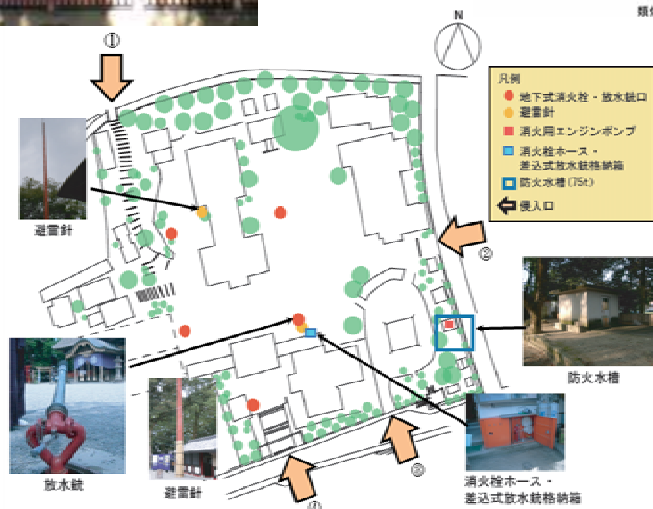 ①
N
凡例
地下式消火栓・放水銃口
避雷針
消火用エンジンポンプ
消火栓ホース・
差込式放水銃格納箱
防火水槽(75t)
侵入口
避雷針
②
防火水槽
放水銃
避雷針
③
消火栓ホース・
差込式放水銃格納箱